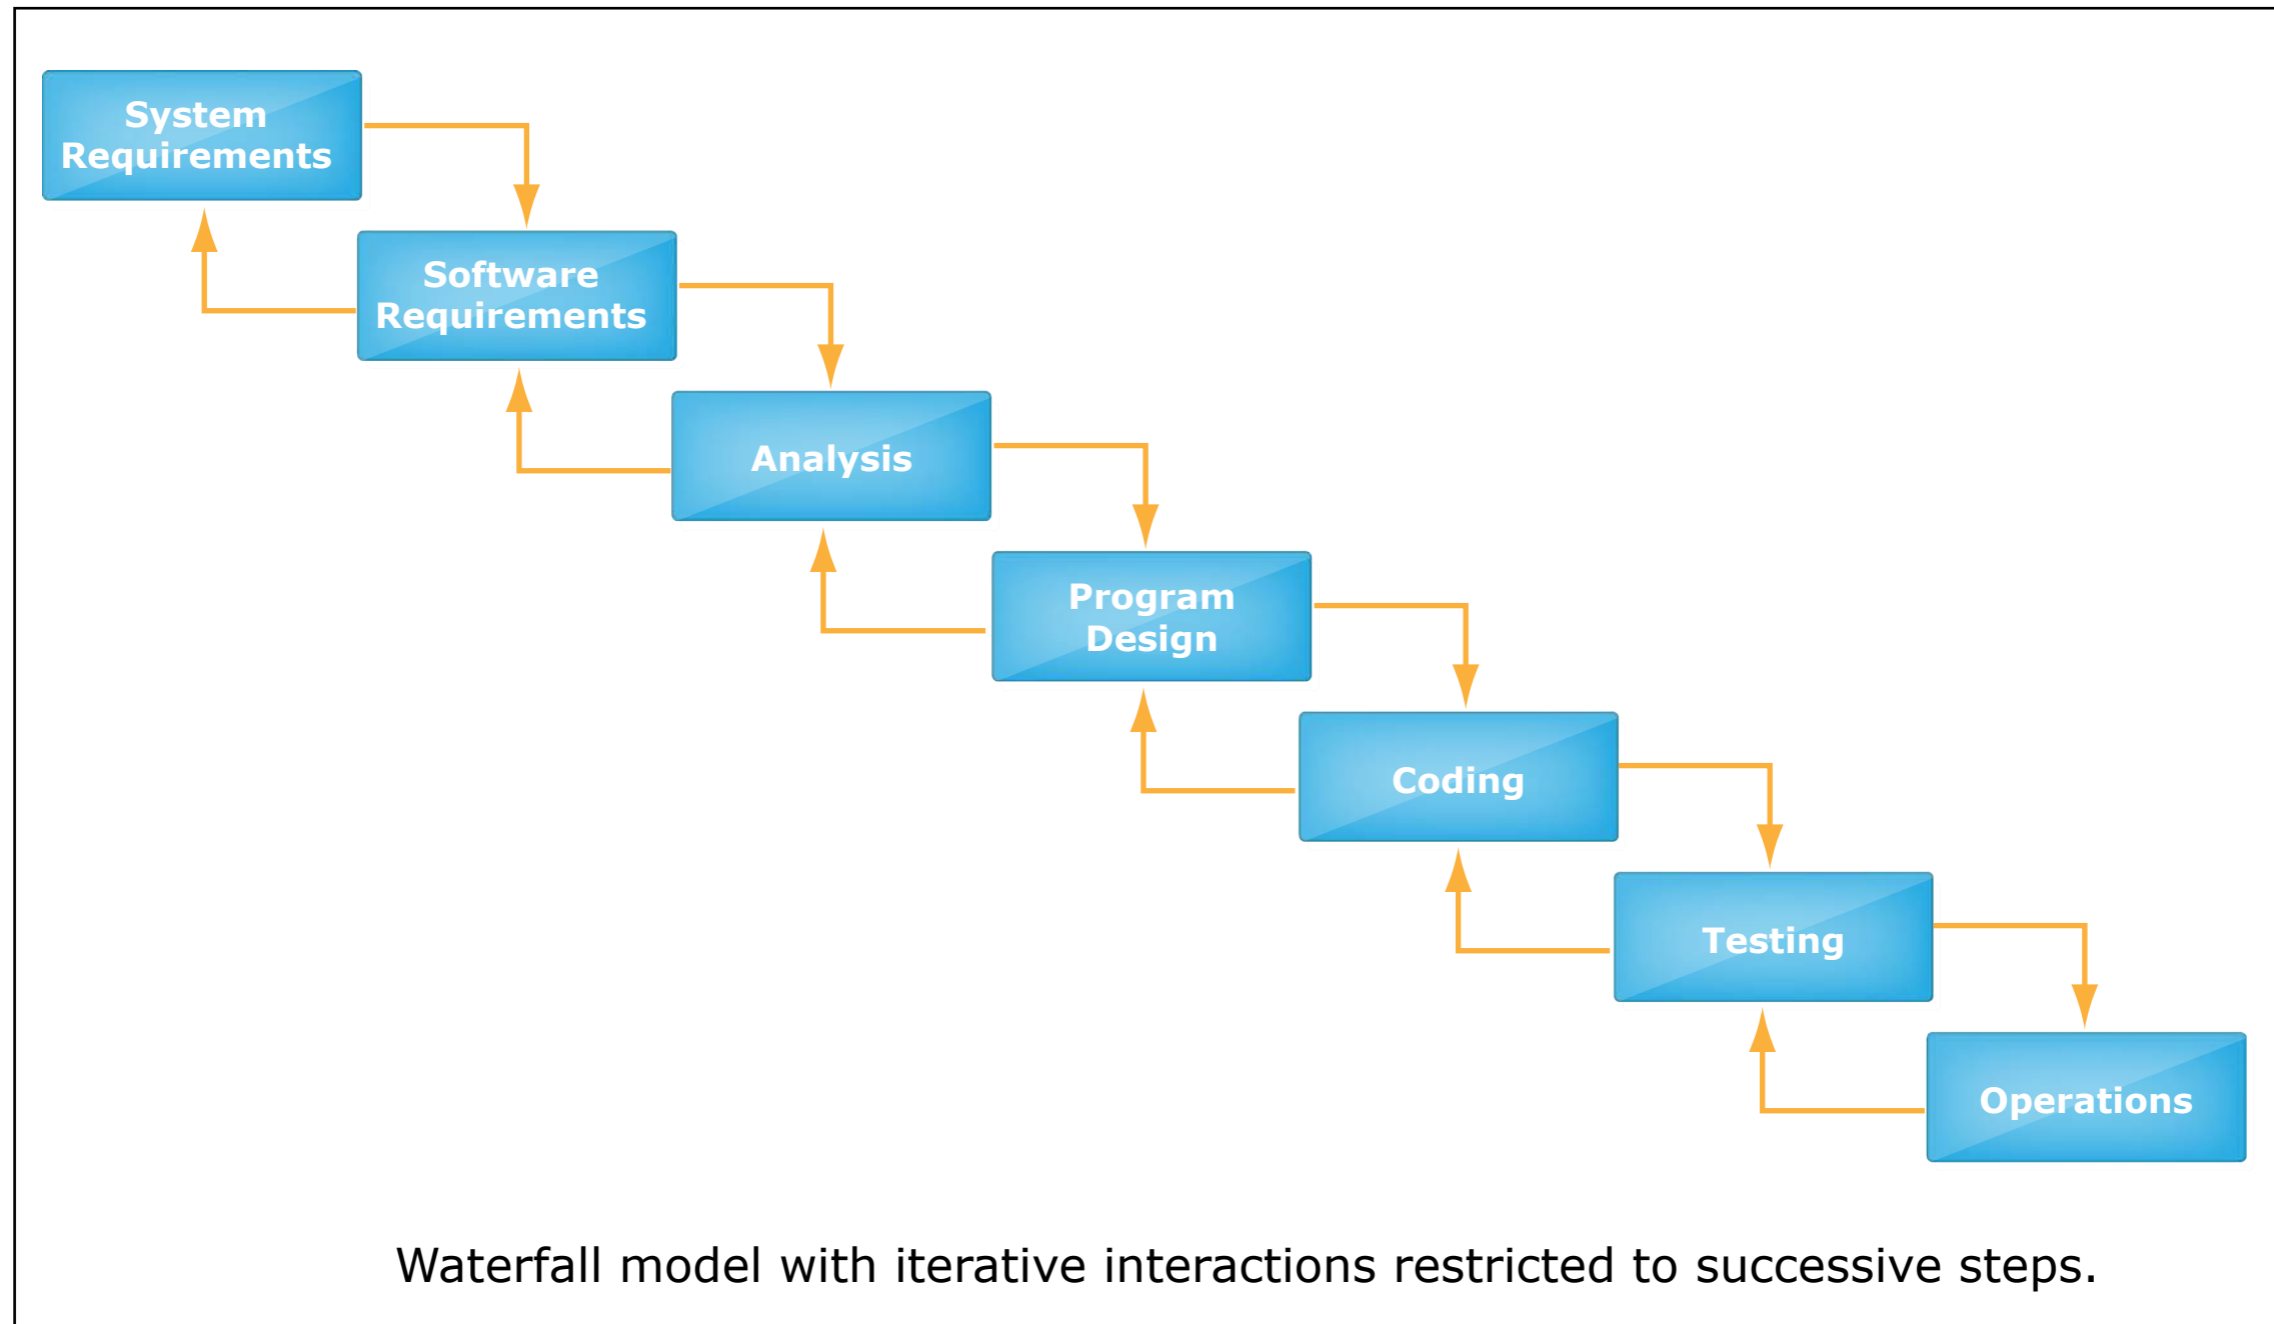 System
Requirements
Software
Requirements
Analysis
Program
Design
Coding
Testing
Operations
Waterfall model with iterative interactions restricted to successive steps.